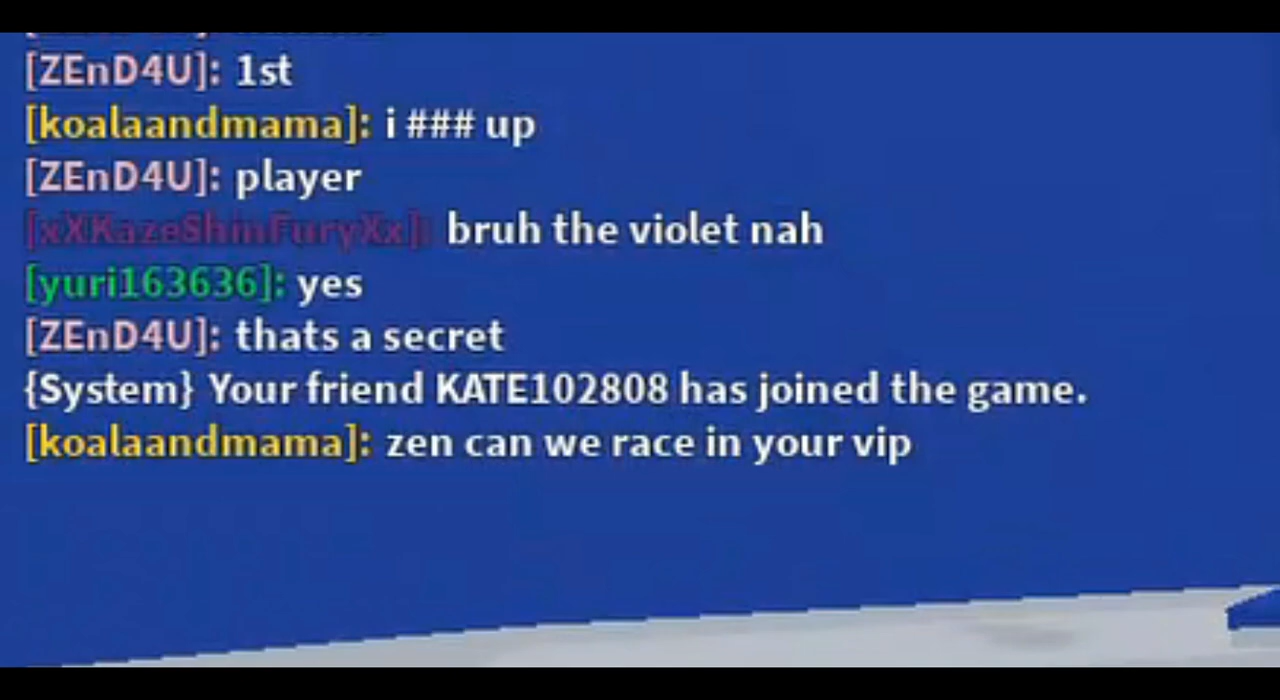 [ZEnD4U]: 1st
[koalaandmama]: i ### up
[ZEnD4U]: player
[xXKazeShinFuryXx]: bruh the violet nah
[yuri163636]: yes
[ZEnD4U]: thats a secret
{System} Your friend KATE102808 has joined the game.
[koalaandmama]: zen can we race in your vip